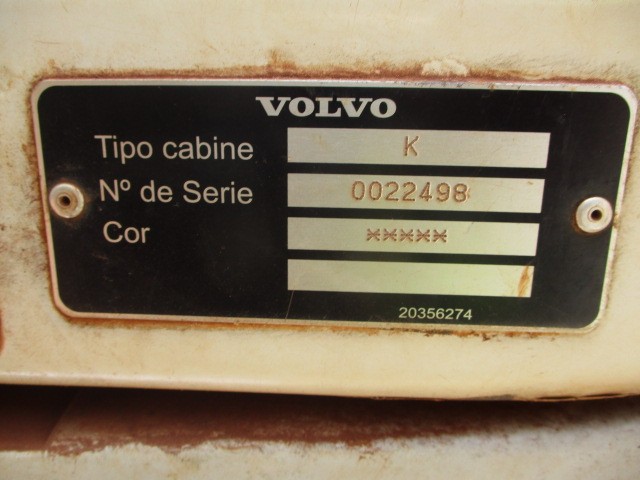 VOLVO
Tipo cabine K
Nº de Serie 0022498
Cor *****
20356274